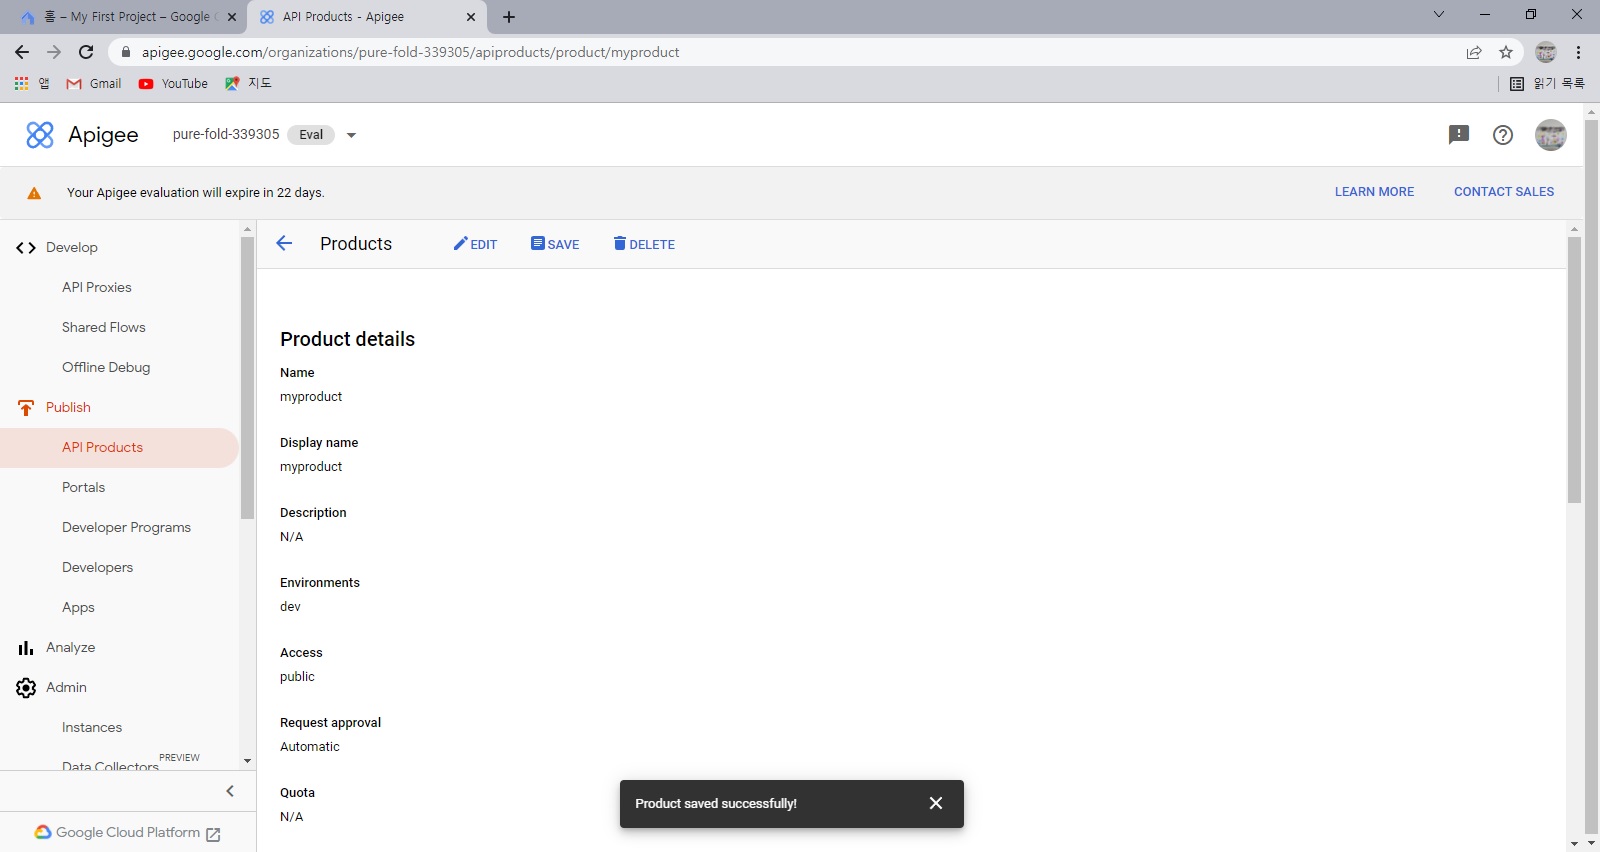 홈 – My First Project – Google
API Products - Apigee
apigee.google.com/organizations/pure-fold-339305/apiproducts/product/myproduct
앱 Gmail YouTube 지도 읽기 목록
Apigee pure-fold-339305 Eval
Your Apigee evaluation will expire in 22 days. LEARN MORE CONTACT SALES
Develop
API Proxies
Shared Flows
Offline Debug
Publish
API Products
Portals
Developer Programs
Developers
Apps
Analyze
Admin
Instances
Data Collectors PREVIEW
Google Cloud Platform
Products EDIT SAVE DELETE
Product details
Name
myproduct
Display name
myproduct
Description
N/A
Environments
dev
Access
public
Request approval
Automatic
Quota
N/A
Product saved successfully!